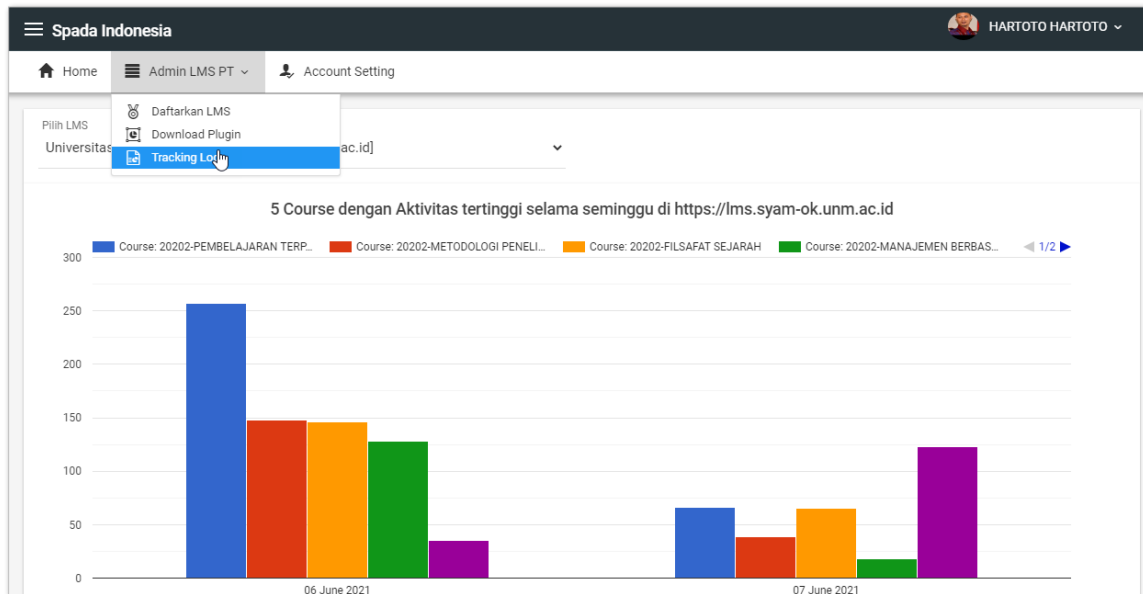 Spada Indonesia
HARTOTO HARTOTO
Home
Admin LMS PT
Account Setting
Daftarkan LMS
Download Plugin
Tracking
Pilih LMS
Universitas ac.id]
5 Course dengan Aktivitas tertinggi selama seminggu di https://lms.syam-ok.unm.ac.id
Course: 20202-PEMBELAJARAN TERP...
Course: 20202-METODOLOGI PENELI...
Course: 20202-FILSAFAT SEJARAH
Course: 20202-MANAJEMEN BERBAS...
1/2
300
250
200
150
100
50
0
06 June 2021
07 June 2021